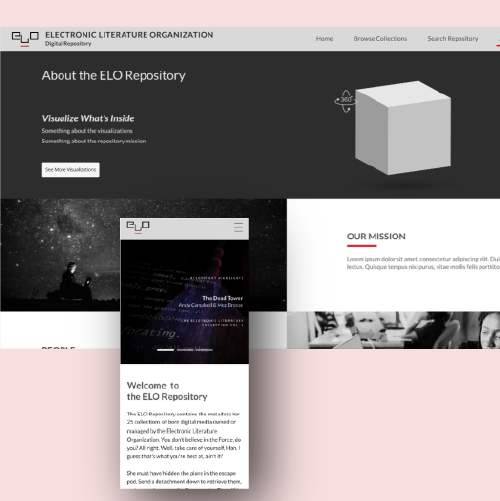 ELO
ELECTRONIC LITERATURE ORGANIZATION
Digital Repository
Home Browse Collections Search Repository
About the ELO Repository
360°
Visualize What's Inside
Something about the visualizations
Something about the repository mission
See More Visualizations
OUR MISSION
Lorem ipsum dolor sit amet, consectetur adipiscing elit. Dui
lectus. Quisque tempus nisi purus, vitae mollis felis porttito
PEOPLE
ELO
REPOSITORY HIGHLIGHTS
The Dead Tower
Andy Campbell & Mez Breeze
THE ELECTRONIC LITERATURE
COLLECTION VOL. 3
ocating.
Welcome to
the ELO Repository
The ELO Repository contains the metadata for
25 collections of born digital media owned or
managed by the Electronic Literature
Organization. You don't believe in the Force, do
you? All right. Well, take care of yourself, Han. I
guess that's what you're best at, ain't it?
She must have hidden the plans in the escape
pod. Send a detachment down to retrieve them,